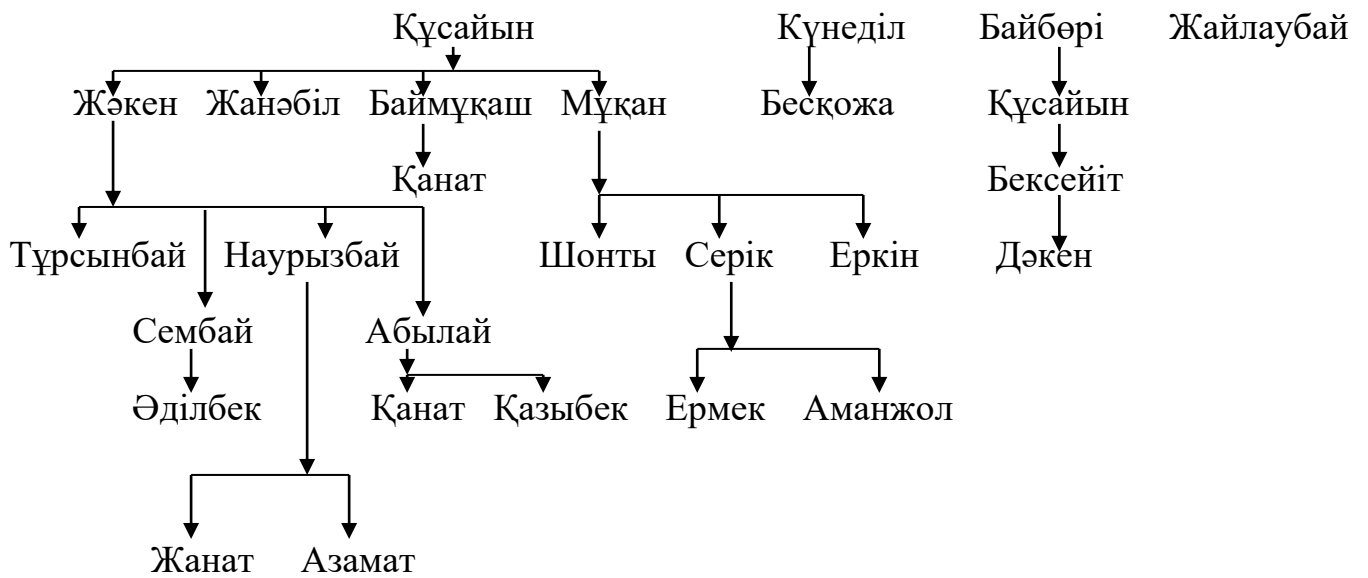 Құсайын Күнеділ Байбөрі Жайлаубай
Жәкен Жанәбіл Баймұқаш Мұқан Бесқожа Құсайын
Қанат Бексейіт
Тұрсынбай Наурызбай Шонты Серік Еркін Дәкен
Сембай Абылай
Әділбек Қанат Қазыбек Ермек Аманжол
Жанат Азамат